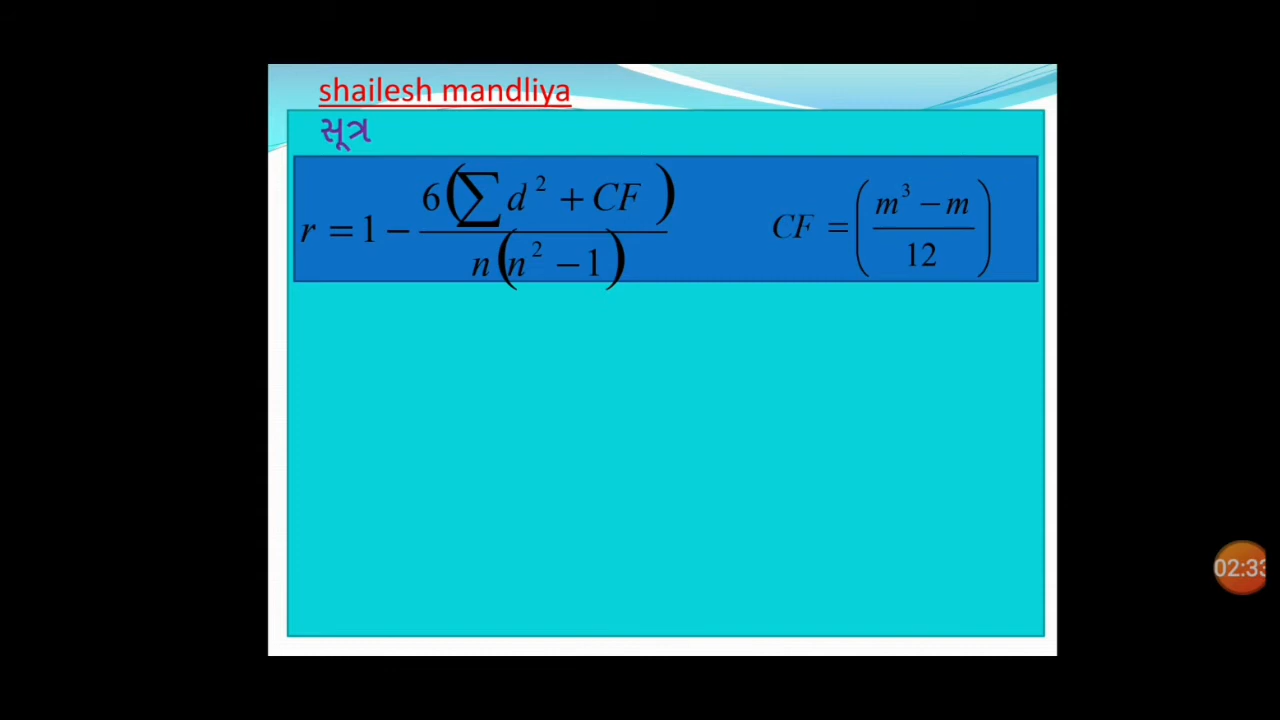 shailesh mandliya
સૂત્ર
r = 1 − 6(∑d² + CF) / n(n² − 1)
CF = (m³ − m / 12)
02:33